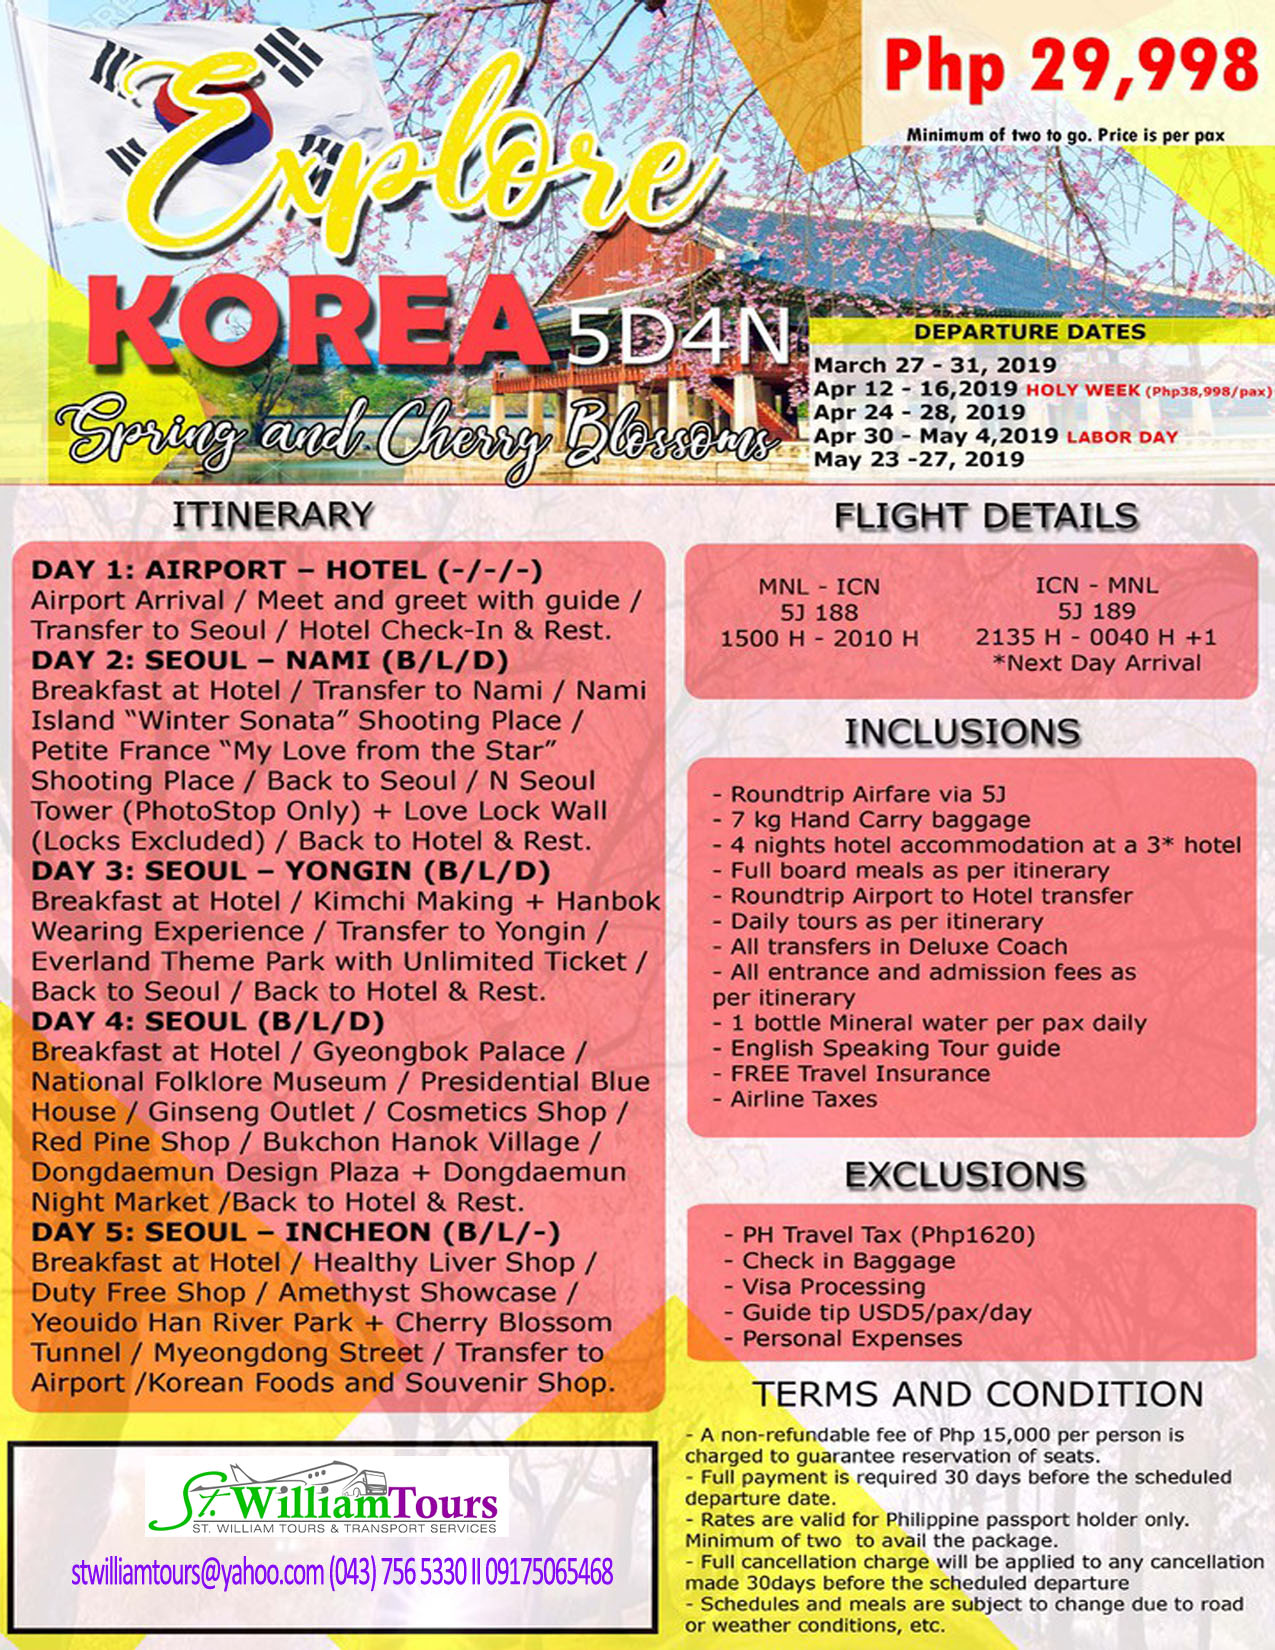 Php 29,998
Minimum of two to go. Price is per pax
Explore
KOREA 5D4N
Spring and Cherry Blossoms
DEPARTURE DATES
March 27 - 31, 2019
Apr 12 - 16,2019 HOLY WEEK (Php38,998/pax)
Apr 24 - 28, 2019
Apr 30 - May 4,2019 LABOR DAY
May 23 -27, 2019
ITINERARY
DAY 1: AIRPORT – HOTEL (-/-/-)
Airport Arrival / Meet and greet with guide /
Transfer to Seoul / Hotel Check-In & Rest.
DAY 2: SEOUL – NAMI (B/L/D)
Breakfast at Hotel / Transfer to Nami / Nami
Island “Winter Sonata” Shooting Place /
Petite France “My Love from the Star”
Shooting Place / Back to Seoul / N Seoul
Tower (PhotoStop Only) + Love Lock Wall
(Locks Excluded) / Back to Hotel & Rest.
DAY 3: SEOUL – YONGIN (B/L/D)
Breakfast at Hotel / Kimchi Making + Hanbok
Wearing Experience / Transfer to Yongin /
Everland Theme Park with Unlimited Ticket /
Back to Seoul / Back to Hotel & Rest.
DAY 4: SEOUL (B/L/D)
Breakfast at Hotel / Gyeongbok Palace /
National Folklore Museum / Presidential Blue
House / Ginseng Outlet / Cosmetics Shop /
Red Pine Shop / Bukchon Hanok Village /
Dongdaemun Design Plaza + Dongdaemun
Night Market /Back to Hotel & Rest.
DAY 5: SEOUL – INCHEON (B/L/-)
Breakfast at Hotel / Healthy Liver Shop /
Duty Free Shop / Amethyst Showcase /
Yeouido Han River Park + Cherry Blossom
Tunnel / Myeongdong Street / Transfer to
Airport /Korean Foods and Souvenir Shop.
St. WilliamTours
ST. WILLIAM TOURS & TRANSPORT SERVICES
stwilliamtours@yahoo.com (043) 756 5330 II 09175065468
FLIGHT DETAILS
MNL - ICN
5J 188
1500 H - 2010 H
ICN - MNL
5J 189
2135 H - 0040 H +1
*Next Day Arrival
INCLUSIONS
- Roundtrip Airfare via 5J
- 7 kg Hand Carry baggage
- 4 nights hotel accommodation at a 3* hotel
- Full board meals as per itinerary
- Roundtrip Airport to Hotel transfer
- Daily tours as per itinerary
- All transfers in Deluxe Coach
- All entrance and admission fees as
per itinerary
- 1 bottle Mineral water per pax daily
- English Speaking Tour guide
- FREE Travel Insurance
- Airline Taxes
EXCLUSIONS
- PH Travel Tax (Php1620)
- Check in Baggage
- Visa Processing
- Guide tip USD5/pax/day
- Personal Expenses
TERMS AND CONDITION
- A non-refundable fee of Php 15,000 per person is
charged to guarantee reservation of seats.
- Full payment is required 30 days before the scheduled
departure date.
- Rates are valid for Philippine passport holder only.
Minimum of two to avail the package.
- Full cancellation charge will be applied to any cancellation
made 30days before the scheduled departure
- Schedules and meals are subject to change due to road
or weather conditions, etc.